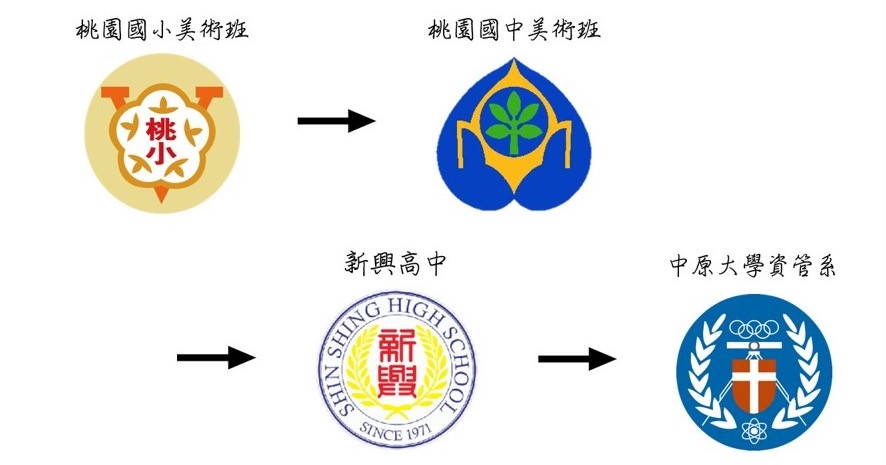 桃園國小美術班
桃園國中美術班
桃小
新興高中
中原大學資管系
SHIN SHING HIGH SCHOOL
新興
SINCE 1971